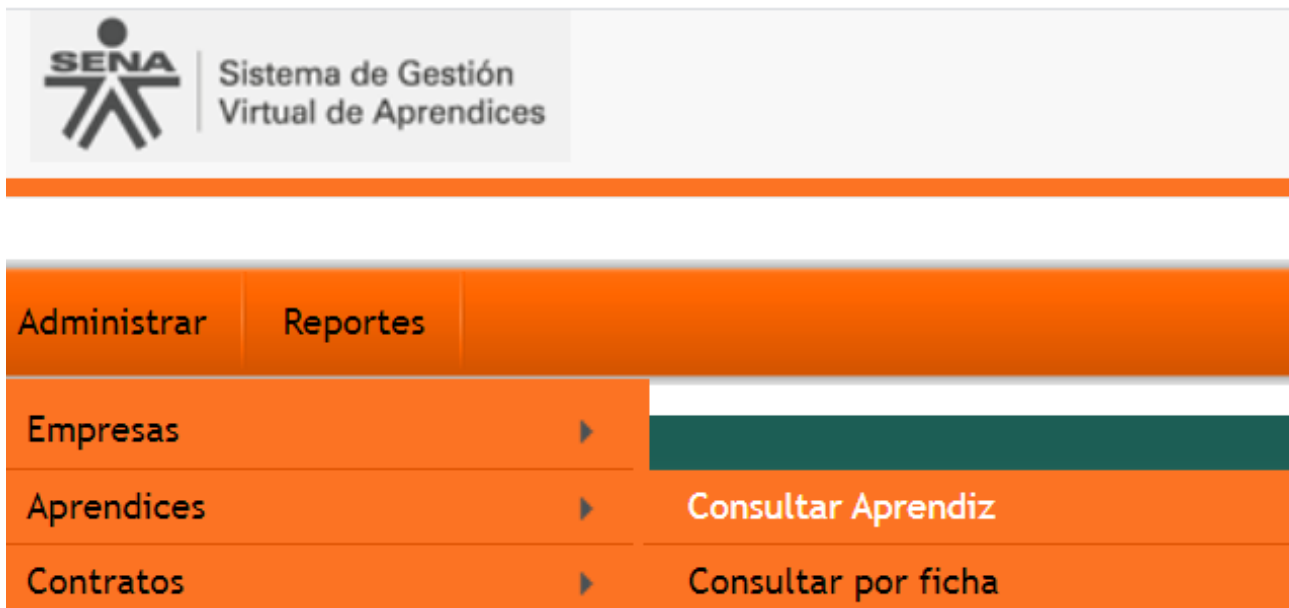 SENA
Sistema de Gestión
Virtual de Aprendices
Administrar
Reportes
Empresas
Aprendices
Consultar Aprendiz
Contratos
Consultar por ficha